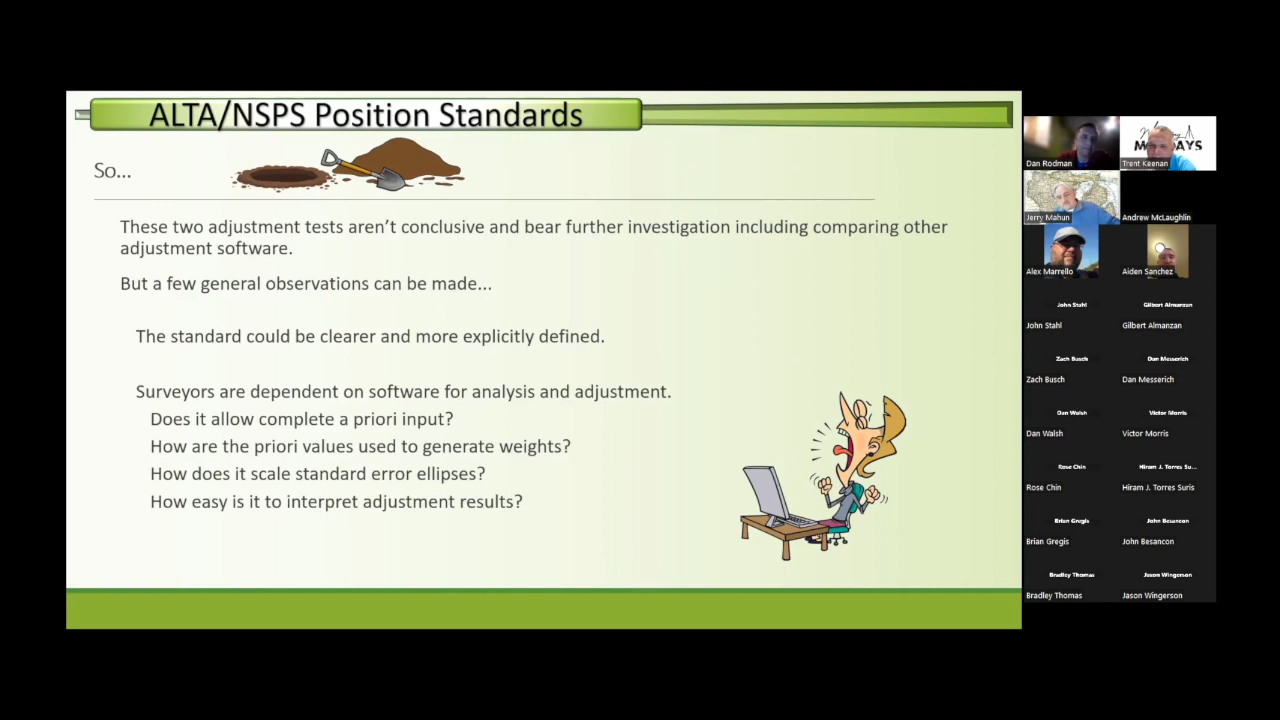 ALTA/NSPS Position Standards
So...
These two adjustment tests aren't conclusive and bear further investigation including comparing other
adjustment software.
But a few general observations can be made...
The standard could be clearer and more explicitly defined.
Surveyors are dependent on software for analysis and adjustment.
Does it allow complete a priori input?
How are the priori values used to generate weights?
How does it scale standard error ellipses?
How easy is it to interpret adjustment results?
Dan Rodman
Trent Keenan
Jerry Mahun
Andrew McLaughlin
Alex Marrello
Aiden Sanchez
John Stahl
Gilbert Almanzan
John Stahl
Gilbert Almanzan
Zach Busch
Dan Messerich
Zach Busch
Dan Messerich
Dan Walsh
Victor Morris
Dan Walsh
Victor Morris
Rose Chin
Hiram J. Torres Su...
Rose Chin
Hiram J. Torres Suris
Brian Gregis
John Besancon
Brian Gregis
John Besancon
Bradley Thomas
Jason Wingerson
Bradley Thomas
Jason Wingerson